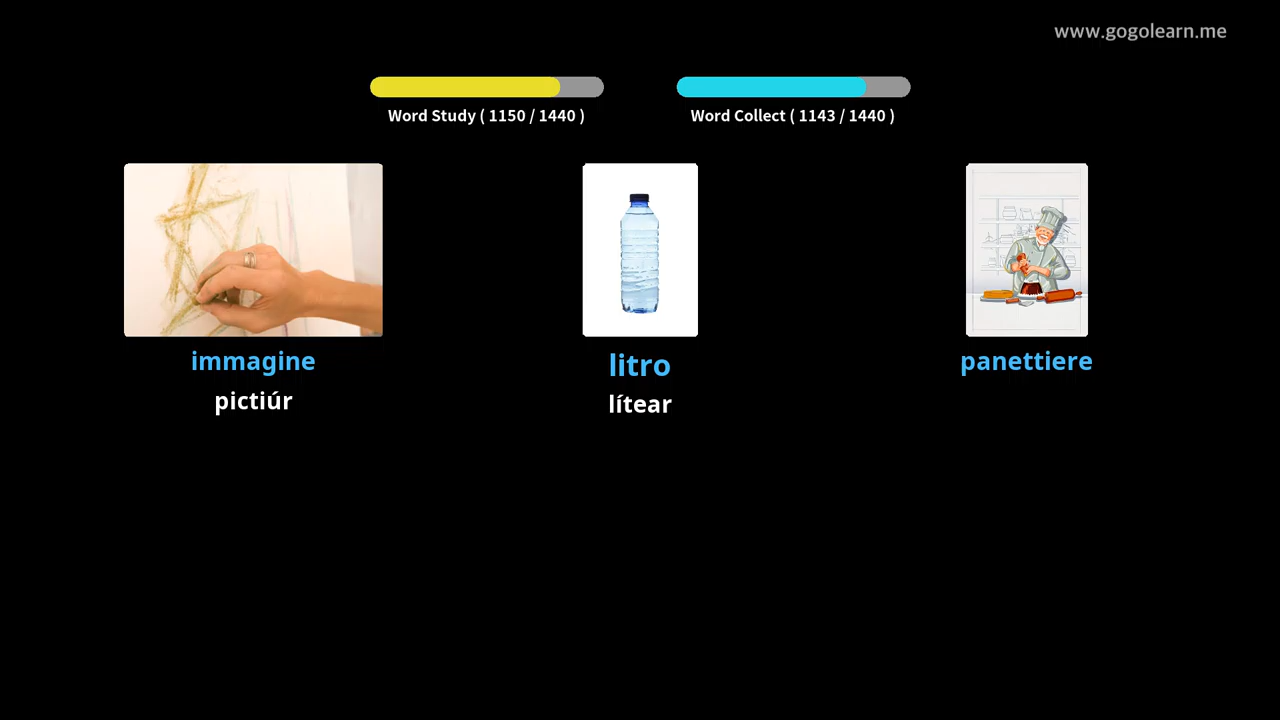 www.gogolearn.me
Word Study ( 1150 / 1440 )
Word Collect ( 1143 / 1440 )
immagine
pictiúr
litro
lítear
panettiere